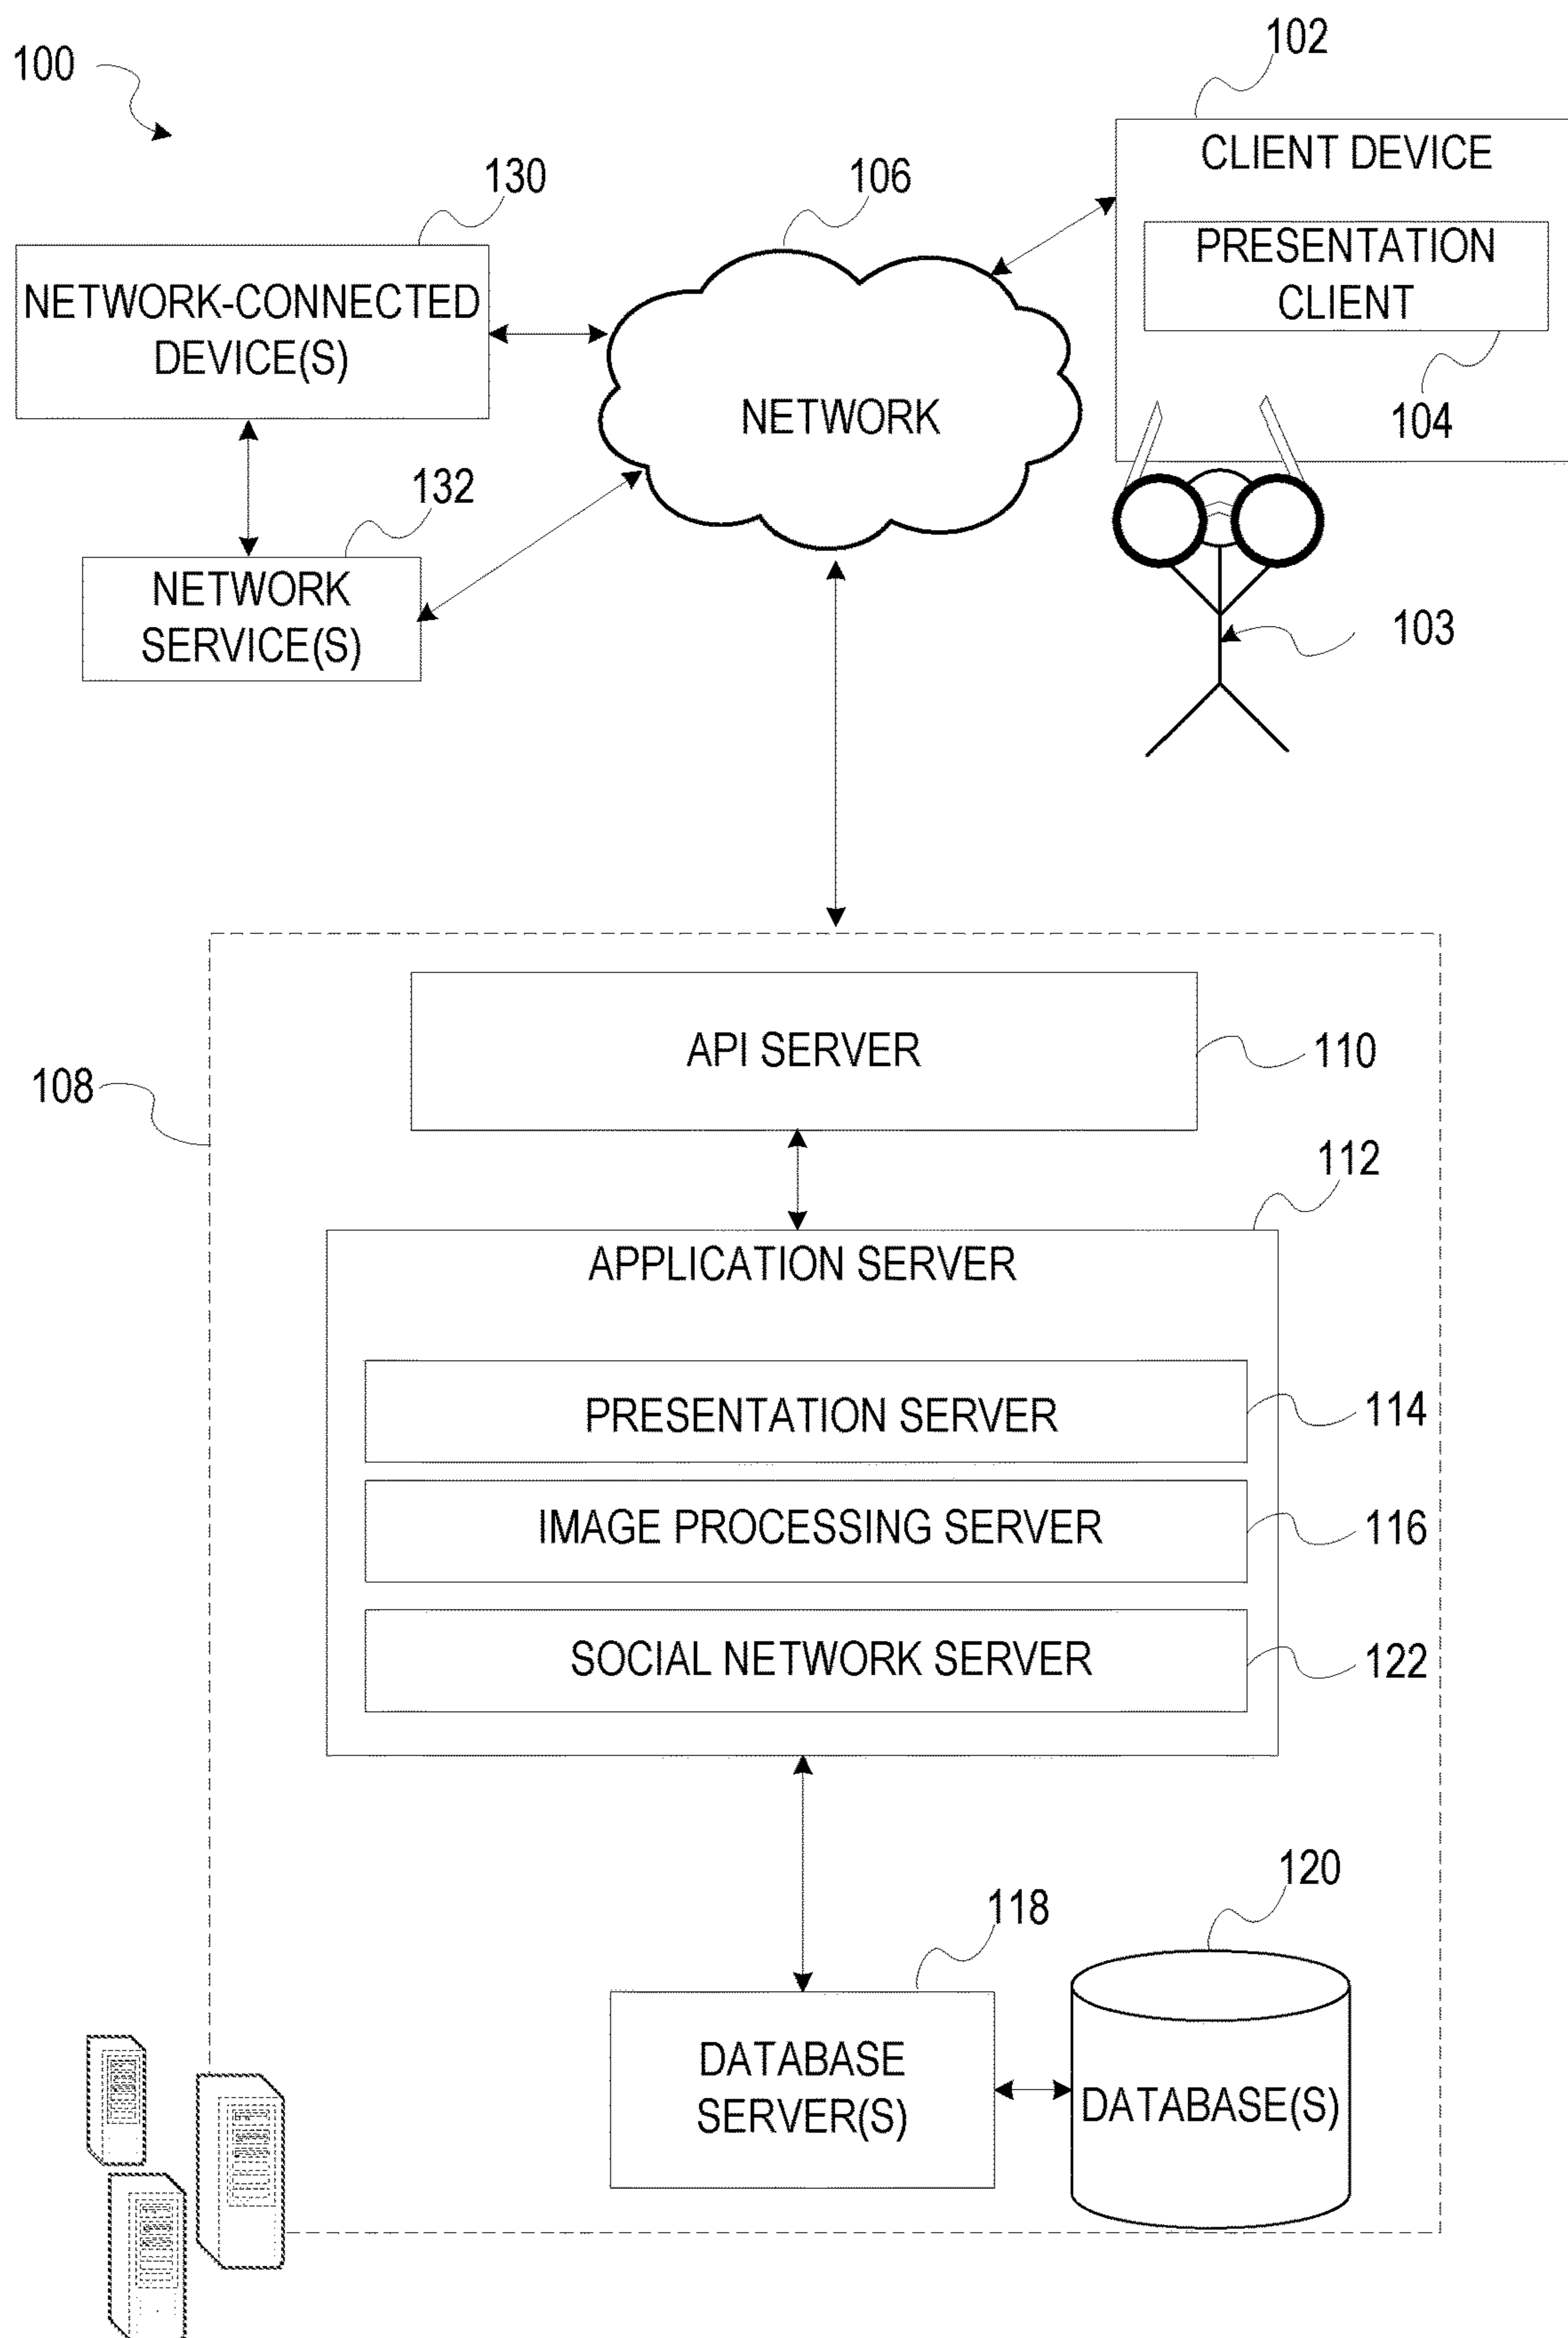 100
102
CLIENT DEVICE
PRESENTATION
CLIENT
104
130
NETWORK-CONNECTED
DEVICE(S)
106
NETWORK
132
NETWORK
SERVICE(S)
103
108
API SERVER
110
112
APPLICATION SERVER
PRESENTATION SERVER
114
IMAGE PROCESSING SERVER
116
SOCIAL NETWORK SERVER
122
118
DATABASE
SERVER(S)
120
DATABASE(S)